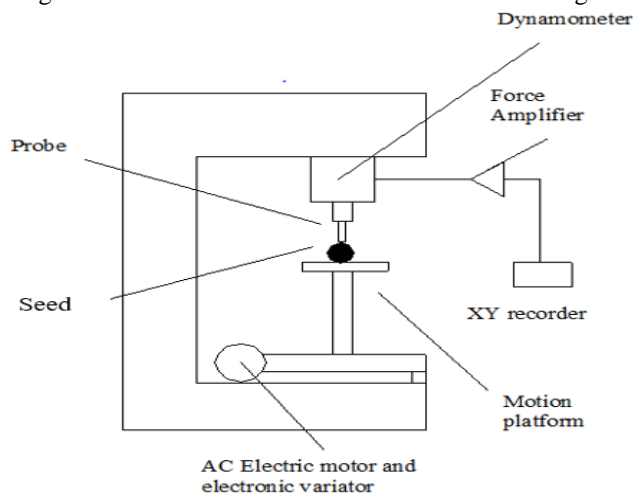 Dynamometer
Force
Amplifier
Probe
Seed
XY recorder
Motion
platform
AC Electric motor and
electronic variator